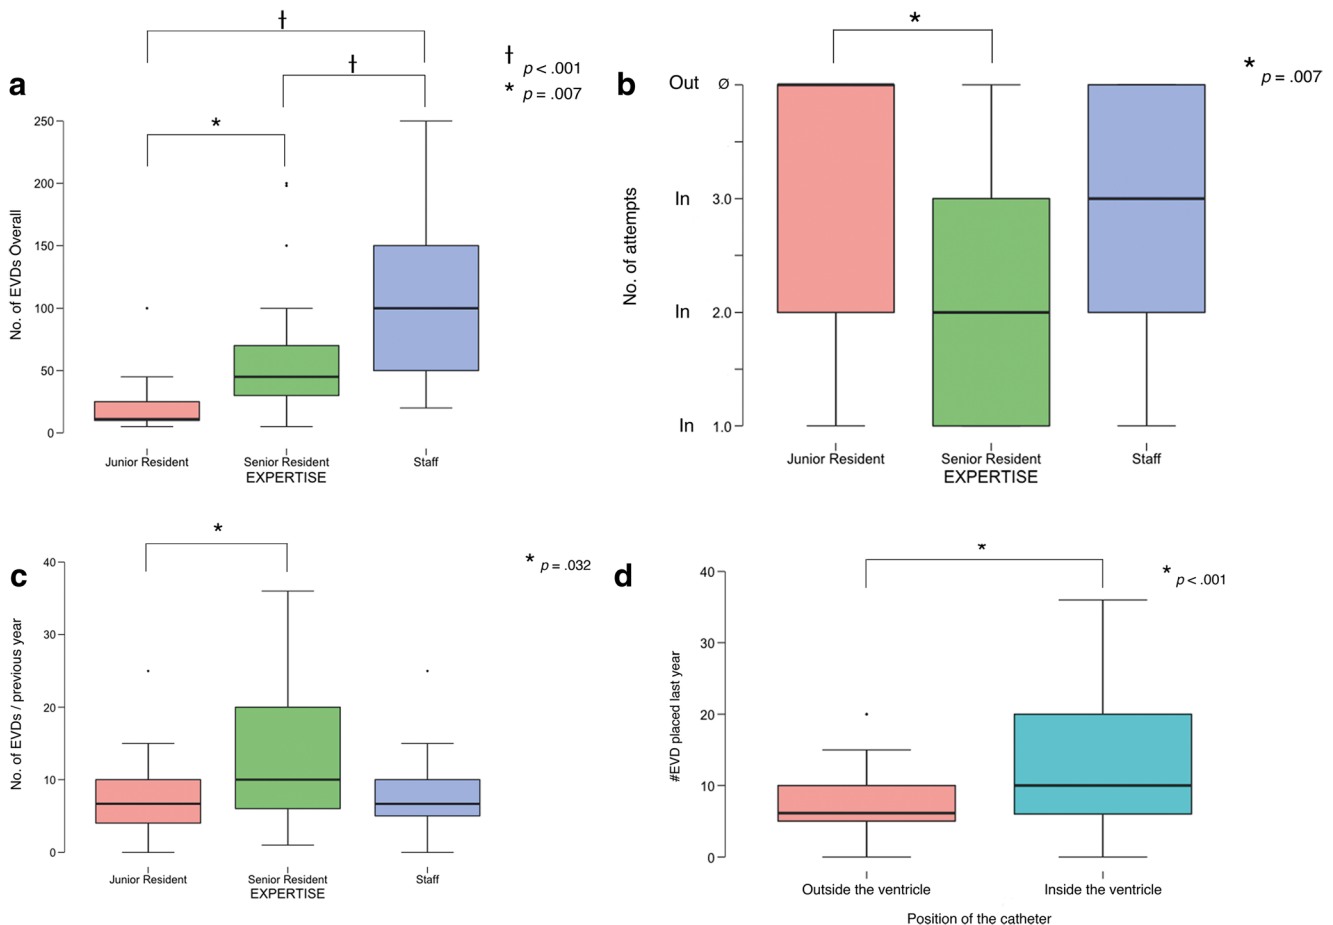 a
†
†
† p < .001
* p = .007
*
No. of EVDs Overall
250
200
150
100
50
0
Junior Resident
Senior Resident
Staff
EXPERTISE
b
*
* p = .007
No. of attempts
Out Ø
In 3.0
In 2.0
In 1.0
Junior Resident
Senior Resident
Staff
EXPERTISE
c
*
* p = .032
No. of EVDs / previous year
40
30
20
10
0
Junior Resident
Senior Resident
Staff
EXPERTISE
d
*
* p < .001
#EVD placed last year
40
30
20
10
0
Outside the ventricle
Inside the ventricle
Position of the catheter